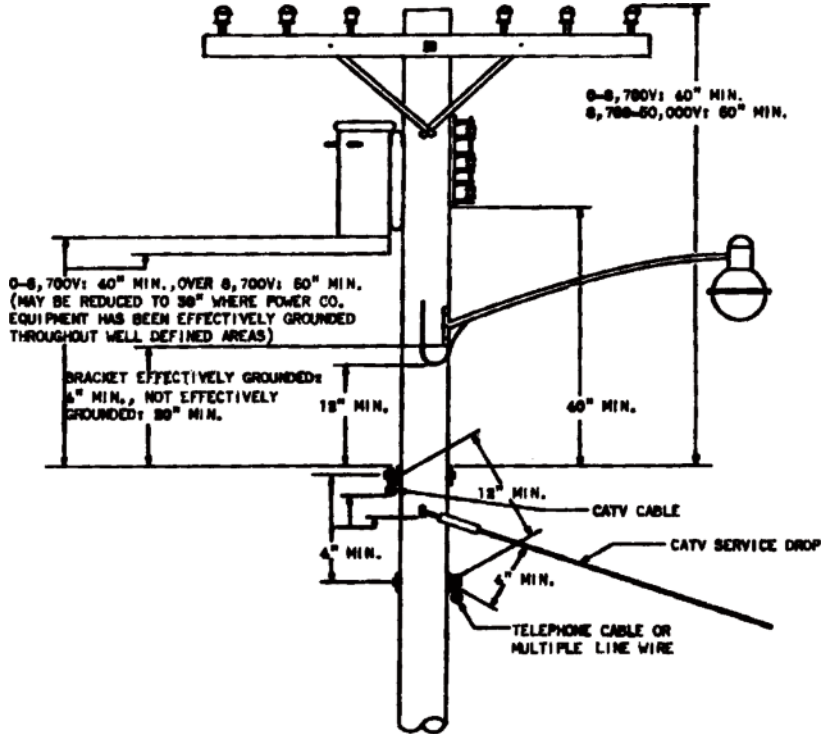 0-8,700V: 40" MIN.
8,700-50,000V: 60" MIN.
0-8,700V: 40" MIN., OVER 8,700V: 60" MIN.
(MAY BE REDUCED TO 30" WHERE POWER CO.
EQUIPMENT HAS BEEN EFFECTIVELY GROUNDED
THROUGHOUT WELL DEFINED AREAS)
BRACKET EFFECTIVELY GROUNDED:
4" MIN., NOT EFFECTIVELY
GROUNDED: 20" MIN.
12" MIN.
40" MIN.
12" MIN.
CATV CABLE
CATV SERVICE DROP
4" MIN.
4" MIN.
TELEPHONE CABLE OR
MULTIPLE LINE WIRE